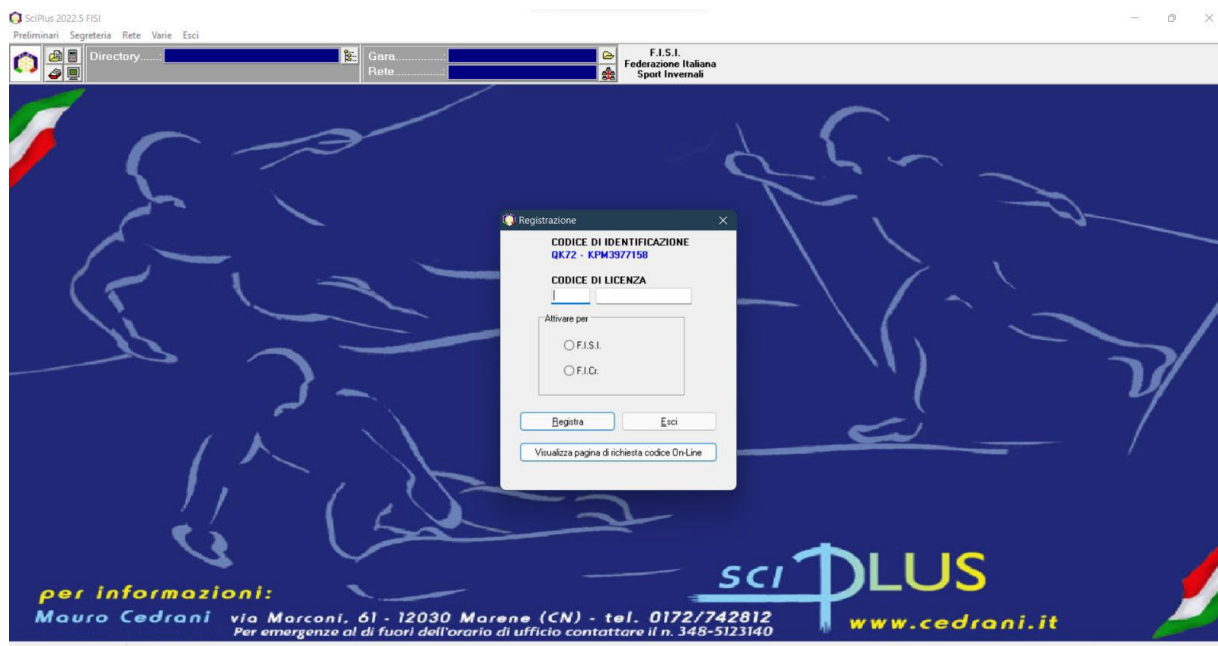 SciPlus 2022.5 FISI
Preliminari Segreteria Rete Varie Esci
Directory......:
Gara............:
Rete..............:
F.I.S.I.
Federazione Italiana
Sport Invernali
Registrazione
CODICE DI IDENTIFICAZIONE
QK72 - KPM3977158
CODICE DI LICENZA
Attivare per
F.I.S.I.
F.I.Cr.
Registra Esci
Visualizza pagina di richiesta codice On-Line
sci PLUS
www.cedrani.it
per informazioni:
Mauro Cedrani via Marconi, 61 - 12030 Marene (CN) - tel. 0172/742812
Per emergenze al di fuori dell'orario di ufficio contattare il n. 348-5123140